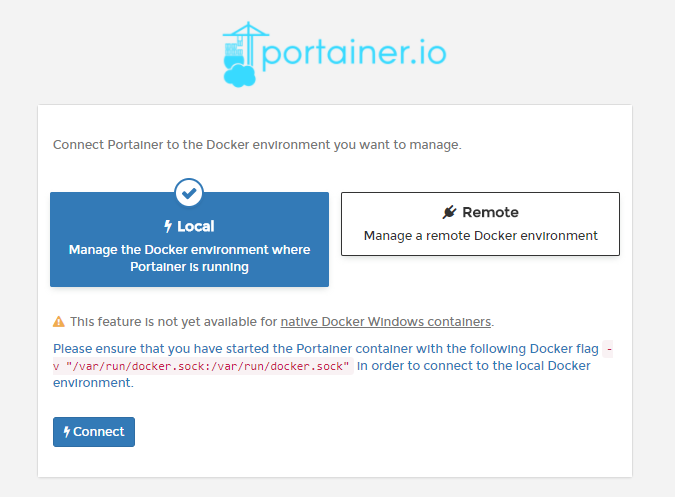 portainer.io
Connect Portainer to the Docker environment you want to manage.
Local
Manage the Docker environment where
Portainer is running
Remote
Manage a remote Docker environment
This feature is not yet available for native Docker Windows containers.
Please ensure that you have started the Portainer container with the following Docker flag -
v "/var/run/docker.sock:/var/run/docker.sock" in order to connect to the local Docker
environment.
Connect